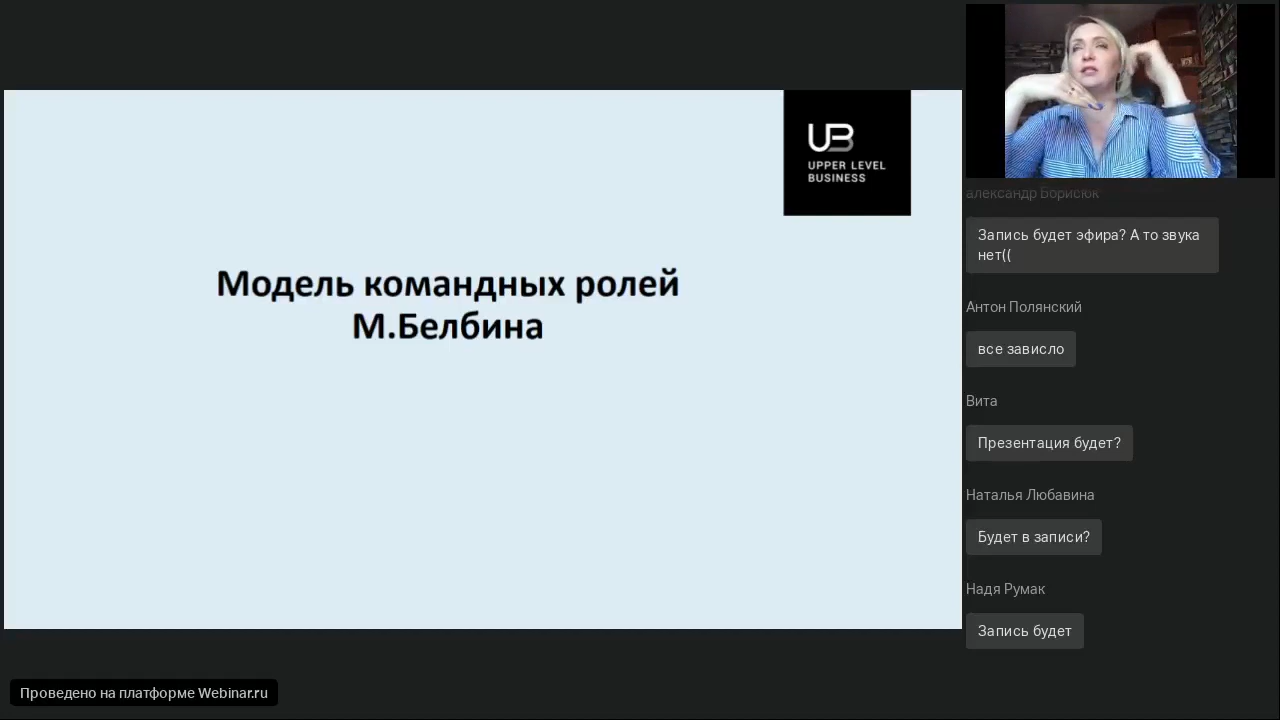 UB
UPPER LEVEL
BUSINESS
Модель командных ролей
М.Белбина
александр Борисюк
Запись будет эфира? А то звука
нет((
Антон Полянский
все зависло
Вита
Презентация будет?
Наталья Любавина
Будет в записи?
Надя Румак
Запись будет
Проведено на платформе Webinar.ru